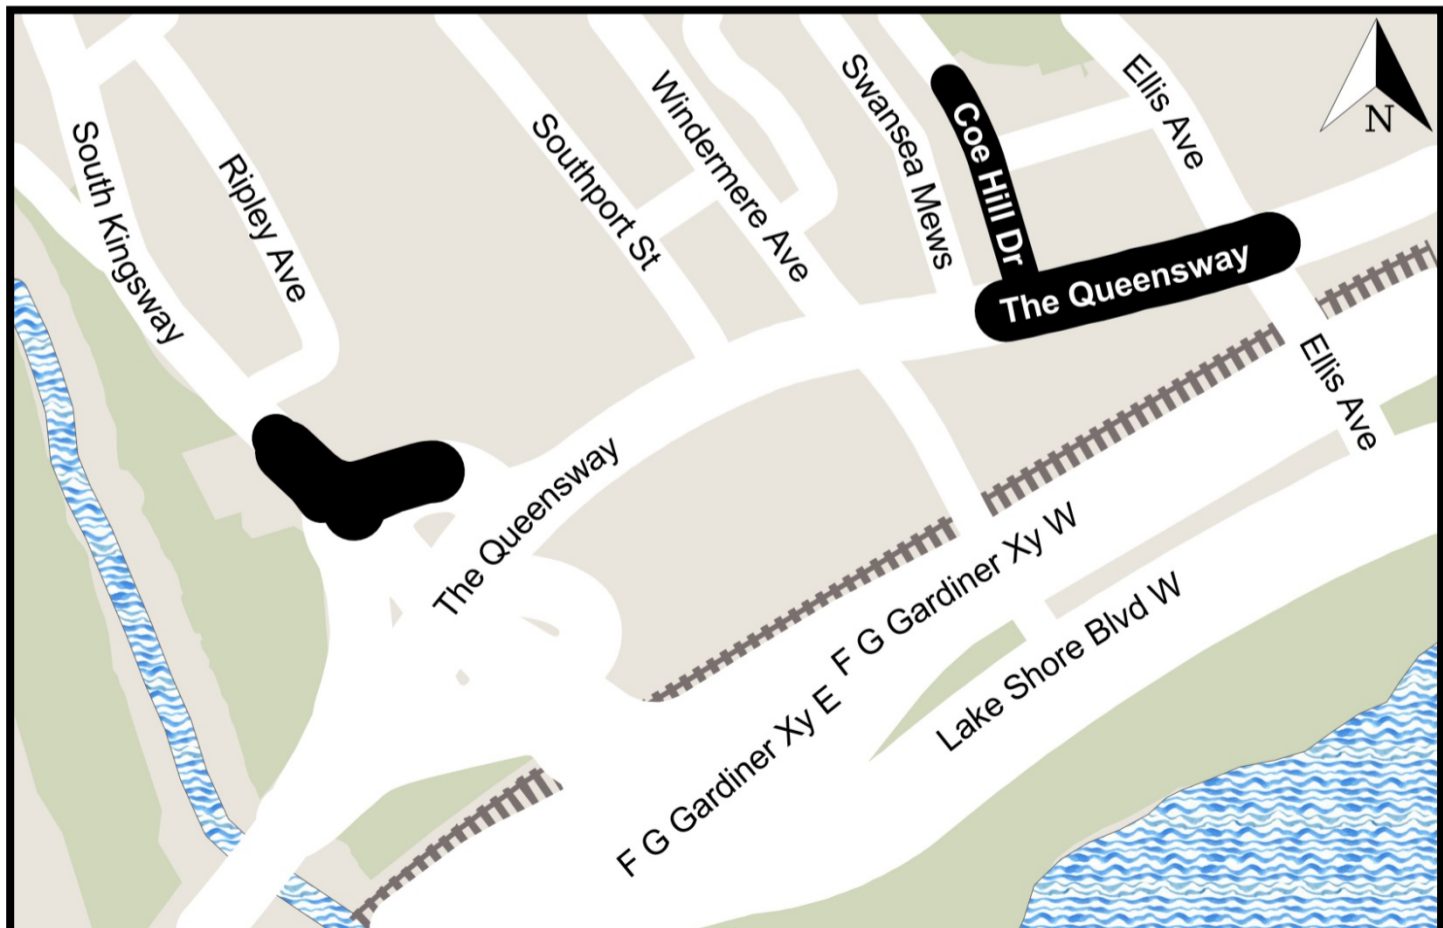 South Kingsway
Ripley Ave
Southport St
Windermere Ave
Swansea Mews
Coe Hill Dr
Ellis Ave
N
The Queensway
Ellis Ave
The Queensway
F G Gardiner Xy W
F G Gardiner Xy E
Lake Shore Blvd W